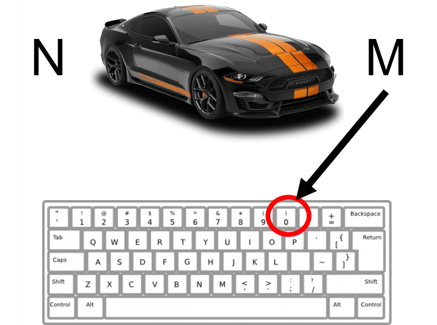 N M
" ! @ # $ % ^ & * ( ) + Backspace
' 1 2 3 4 5 6 7 8 9 0 =
Tab Q W E R T Y U I O P ` { [ Return
Caps A S D F G H J K L ~ } ]
Shift Z X C V B N M < , > . : ; ? / Shift
Control Alt Alt Control